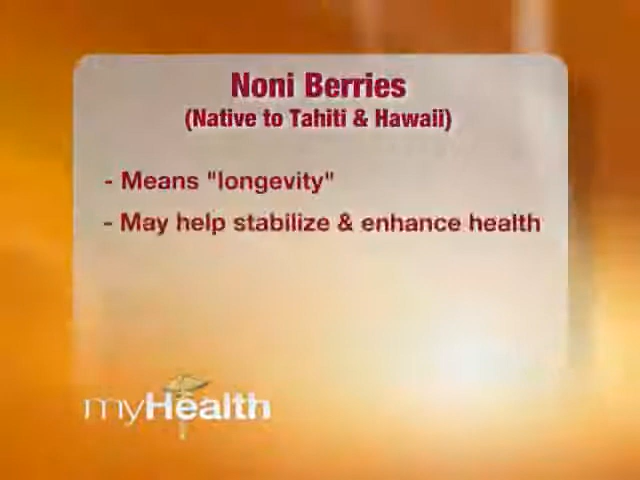 Noni Berries
(Native to Tahiti & Hawaii)
- Means "longevity"
- May help stabilize & enhance health
myHealth